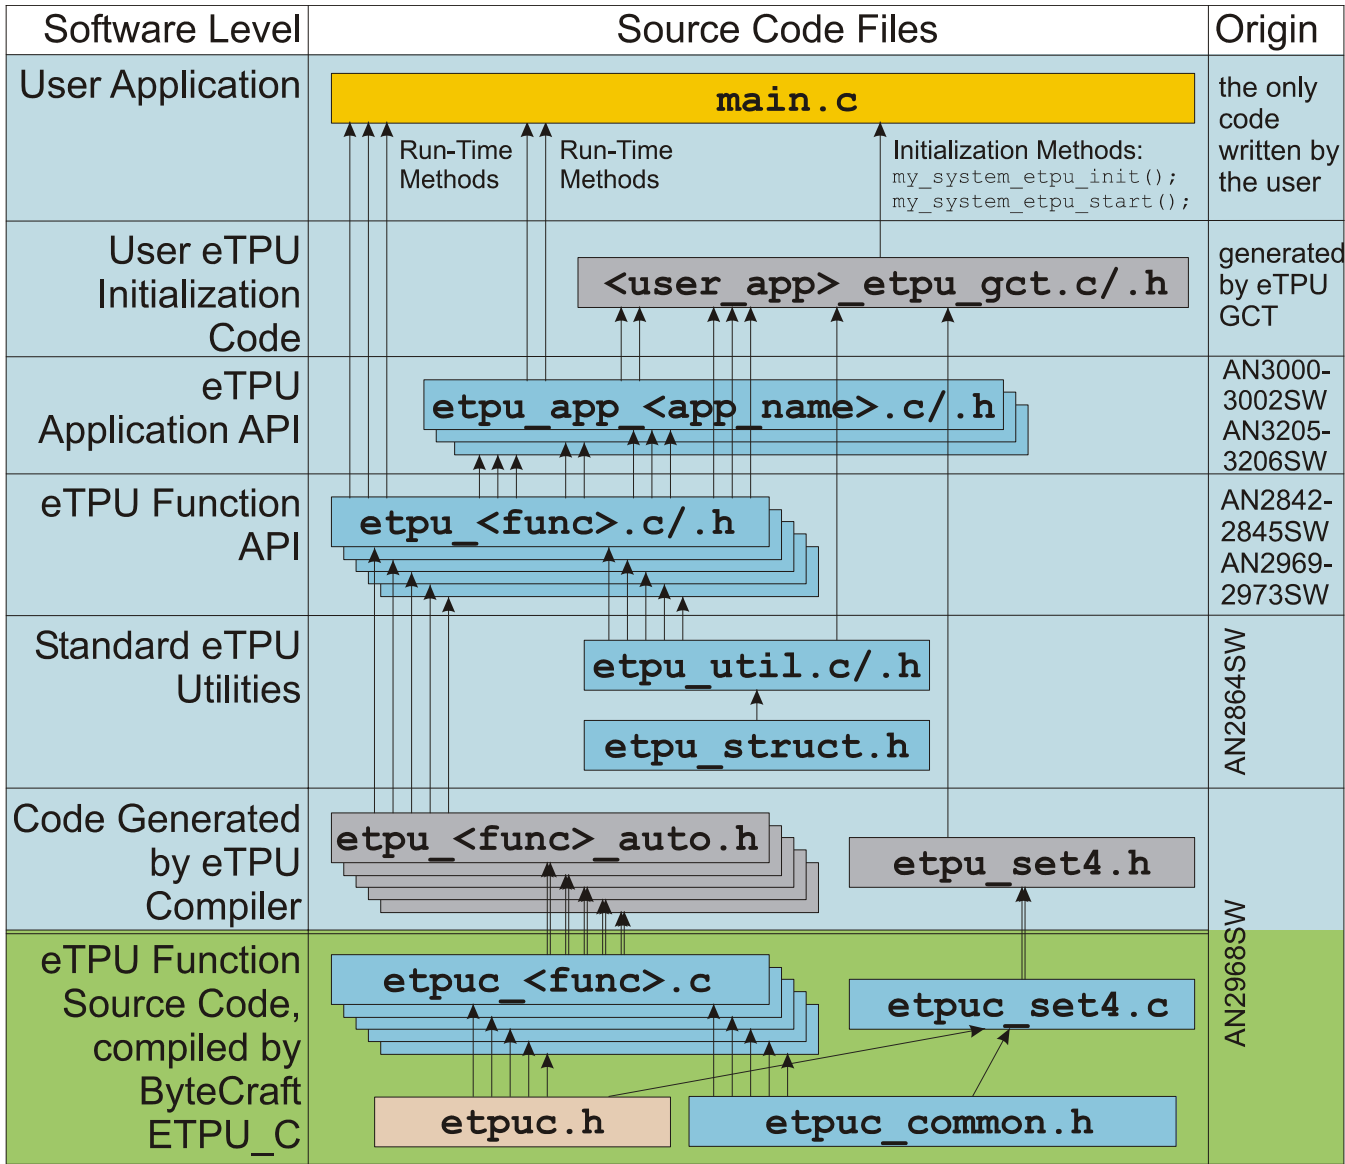 Software Level
Source Code Files
Origin
User Application
main.c
the only
code
written by
the user
Run-Time
Methods
Run-Time
Methods
Initialization Methods:
my_system_etpu_init();
my_system_etpu_start();
User eTPU
Initialization
Code
<user_app>_etpu_gct.c/.h
generated
by eTPU
GCT
eTPU
Application API
etpu_app_<app_name>.c/.h
AN3000-
3002SW
AN3205-
3206SW
eTPU Function
API
etpu_<func>.c/.h
AN2842-
2845SW
AN2969-
2973SW
Standard eTPU
Utilities
etpu_util.c/.h
etpu_struct.h
AN2864SW
Code Generated
by eTPU
Compiler
etpu_<func>_auto.h
etpu_set4.h
AN2968SW
eTPU Function
Source Code,
compiled by
ByteCraft
ETPU_C
etpuc_<func>.c
etpuc_set4.c
etpuc.h
etpuc_common.h